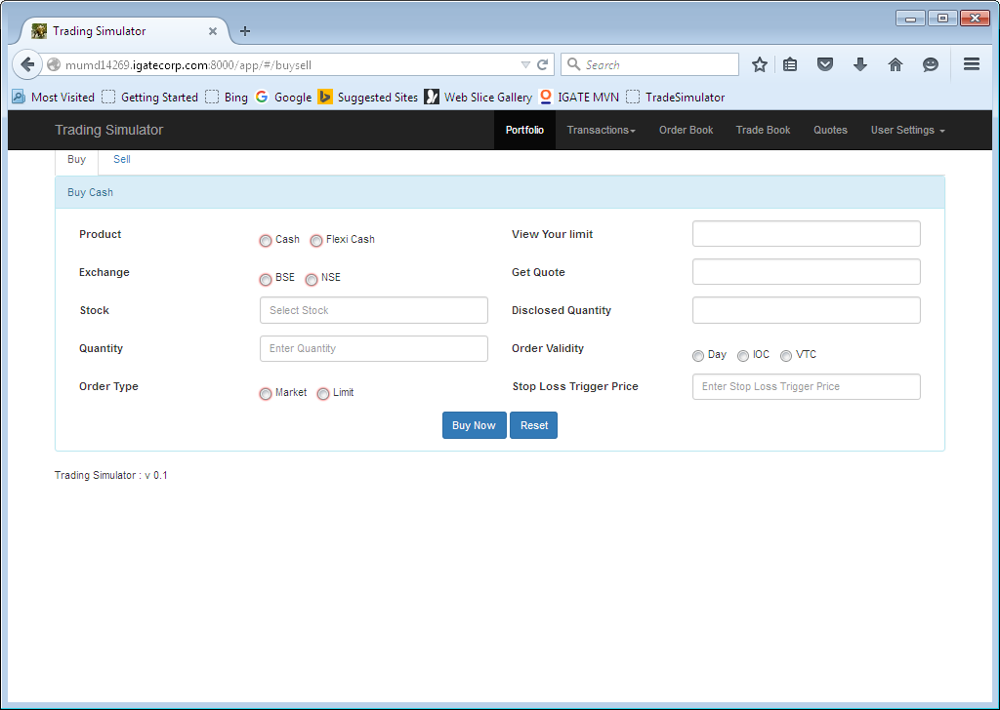 Trading Simulator
mumd14269.igatecorp.com:8000/app/#/buysell
Search
Most Visited Getting Started Bing Google Suggested Sites Web Slice Gallery IGATE MVN TradeSimulator
Trading Simulator Portfolio Transactions Order Book Trade Book Quotes User Settings
Buy Sell
Buy Cash
Product Cash Flexi Cash View Your limit
Exchange BSE NSE Get Quote
Stock Select Stock Disclosed Quantity
Quantity Enter Quantity Order Validity Day IOC VTC
Order Type Market Limit Stop Loss Trigger Price Enter Stop Loss Trigger Price
Buy Now Reset
Trading Simulator : v 0.1